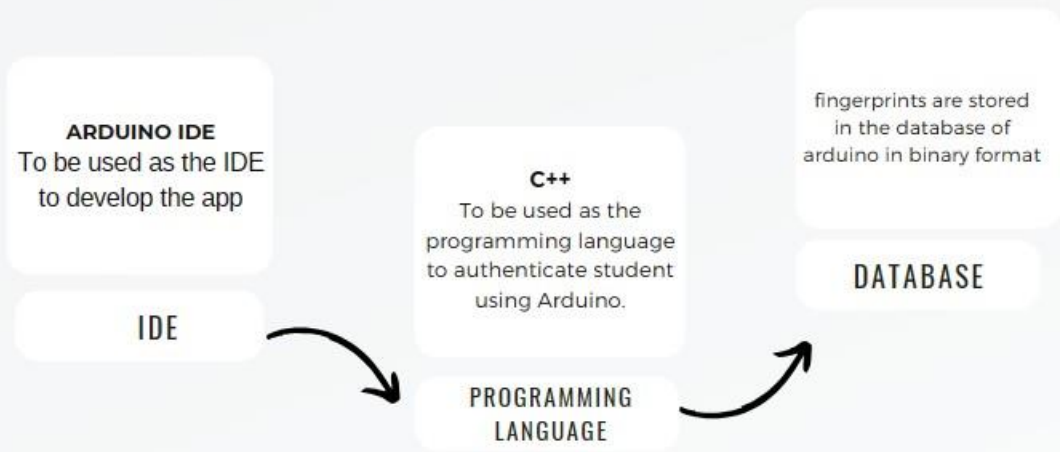 ARDUINO IDE
To be used as the IDE
to develop the app
IDE
C++
To be used as the
programming language
to authenticate student
using Arduino.
PROGRAMMING
LANGUAGE
fingerprints are stored
in the database of
arduino in binary format
DATABASE